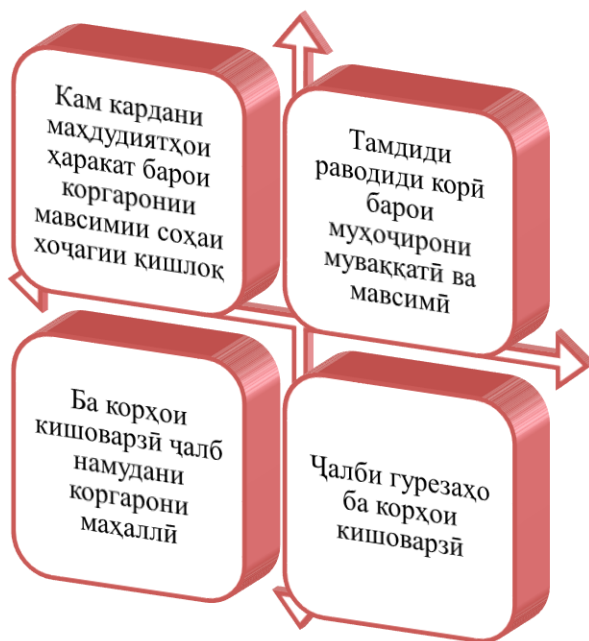 Кам кардани
маҳдудиятҳои
ҳаракат барои
коргаронии
мавсимии соҳаи
хоҷагии қишлоқ
Тамдиди
раводиди корӣ
барои
муҳоҷирони
муваққатӣ ва
мавсимӣ
Ба корҳои
кишоварзӣ ҷалб
намудани
коргарони
маҳаллӣ
Ҷалби гурезаҳо
ба корҳои
кишоварзӣ